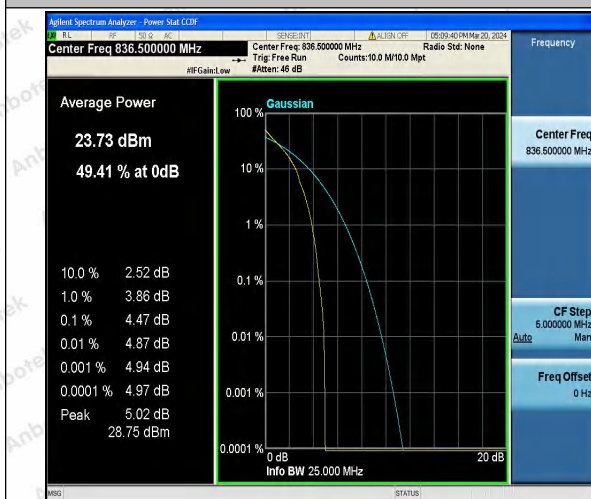 Agilent Spectrum Analyzer - Power Stat CCDF
RL RF 50 Ω AC SENSE:INT ALIGN OFF 05:09:40 PM Mar 20, 2024
Center Freq 836.500000 MHz
Center Freq: 836.500000 MHz Radio Std: None
Trig: Free Run Counts:10.0 M/10.0 Mpt
#IFGain:Low #Atten: 46 dB
Frequency
Average Power
23.73 dBm
49.41 % at 0dB
10.0 % 2.52 dB
1.0 % 3.86 dB
0.1 % 4.47 dB
0.01 % 4.87 dB
0.001 % 4.94 dB
0.0001 % 4.97 dB
Peak 5.02 dB
28.75 dBm
Gaussian
100 %
10 %
1 %
0.1 %
0.01 %
0.001 %
0.0001 %
0 dB 20 dB
Info BW 25.000 MHz
Center Freq
836.500000 MHz
CF Step
5.000000 MHz
Auto Man
Freq Offset
0 Hz
MSG STATUS